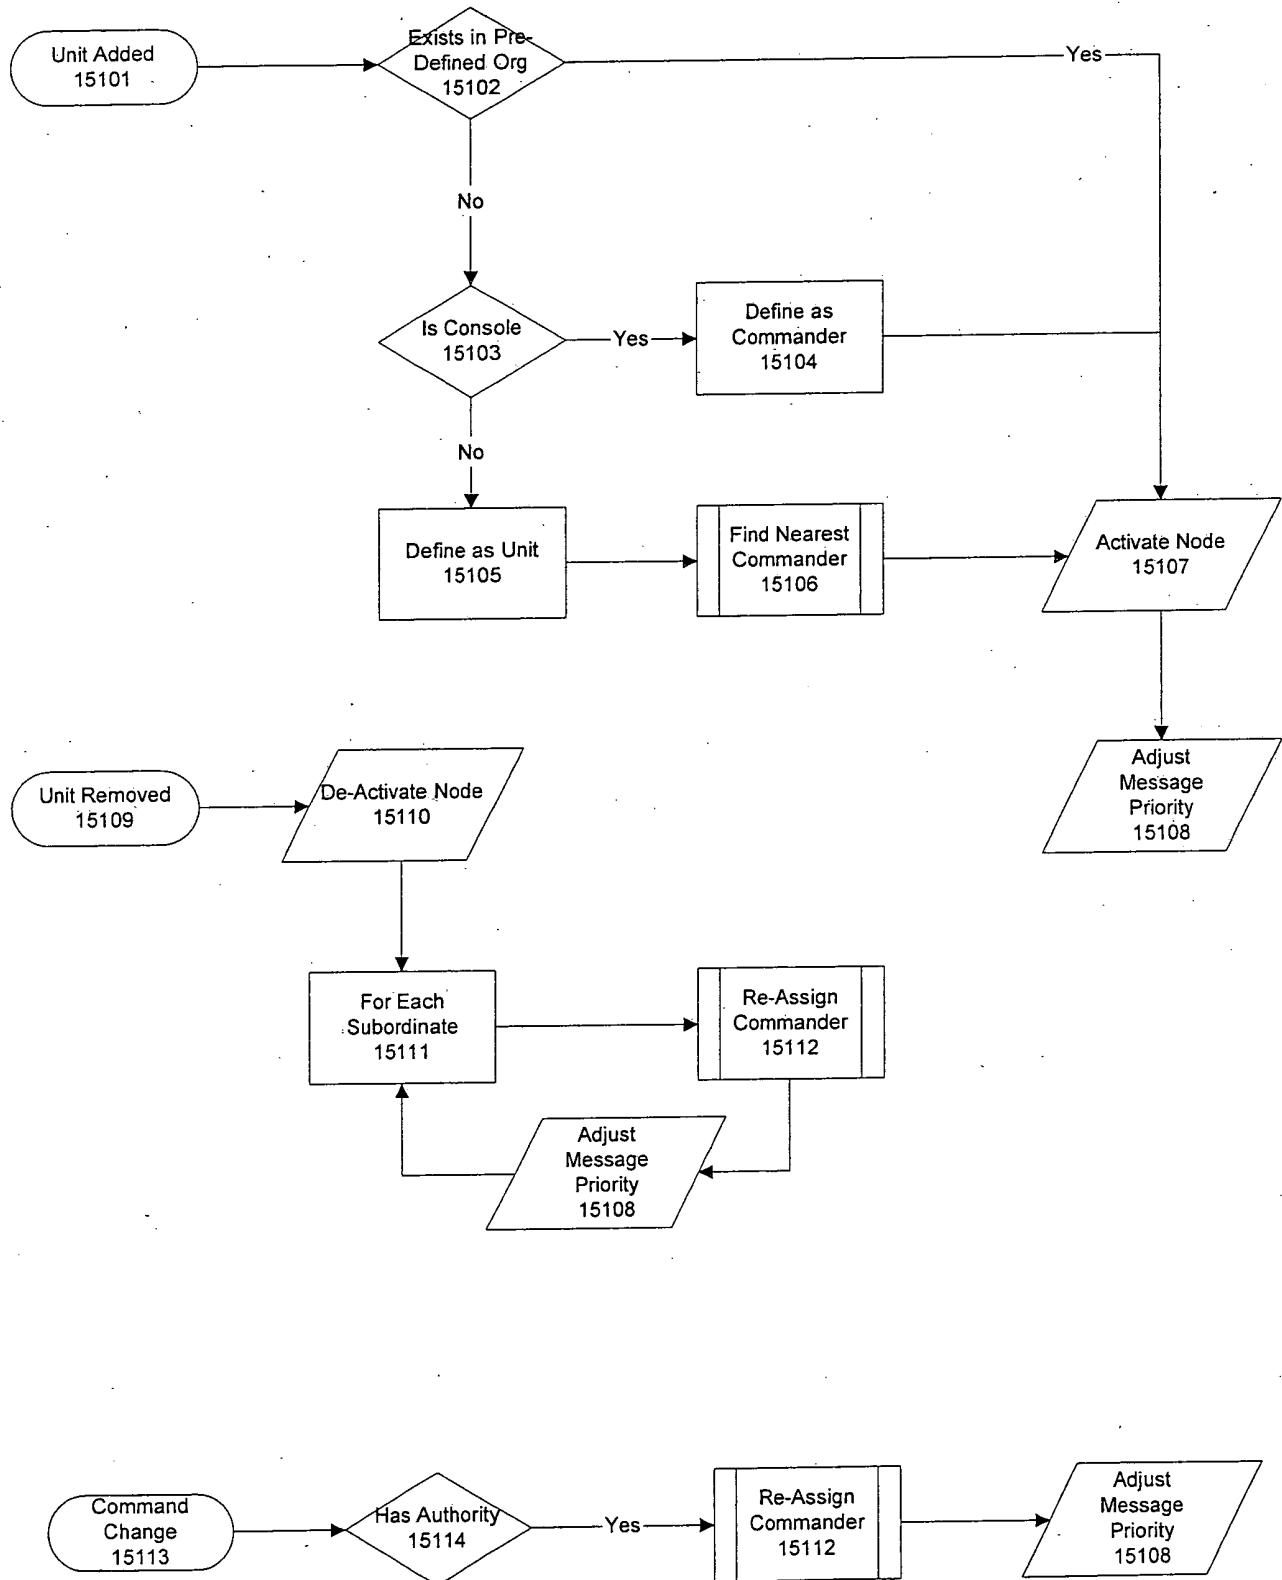 Unit Added
15101
Exists in Pre-
Defined Org
15102
Yes
No
Is Console
15103
Yes
Define as
Commander
15104
No
Define as Unit
15105
Find Nearest
Commander
15106
Activate Node
15107
Adjust
Message
Priority
15108
Unit Removed
15109
De-Activate Node
15110
For Each
Subordinate
15111
Re-Assign
Commander
15112
Adjust
Message
Priority
15108
Command
Change
15113
Has Authority
15114
Yes
Re-Assign
Commander
15112
Adjust
Message
Priority
15108